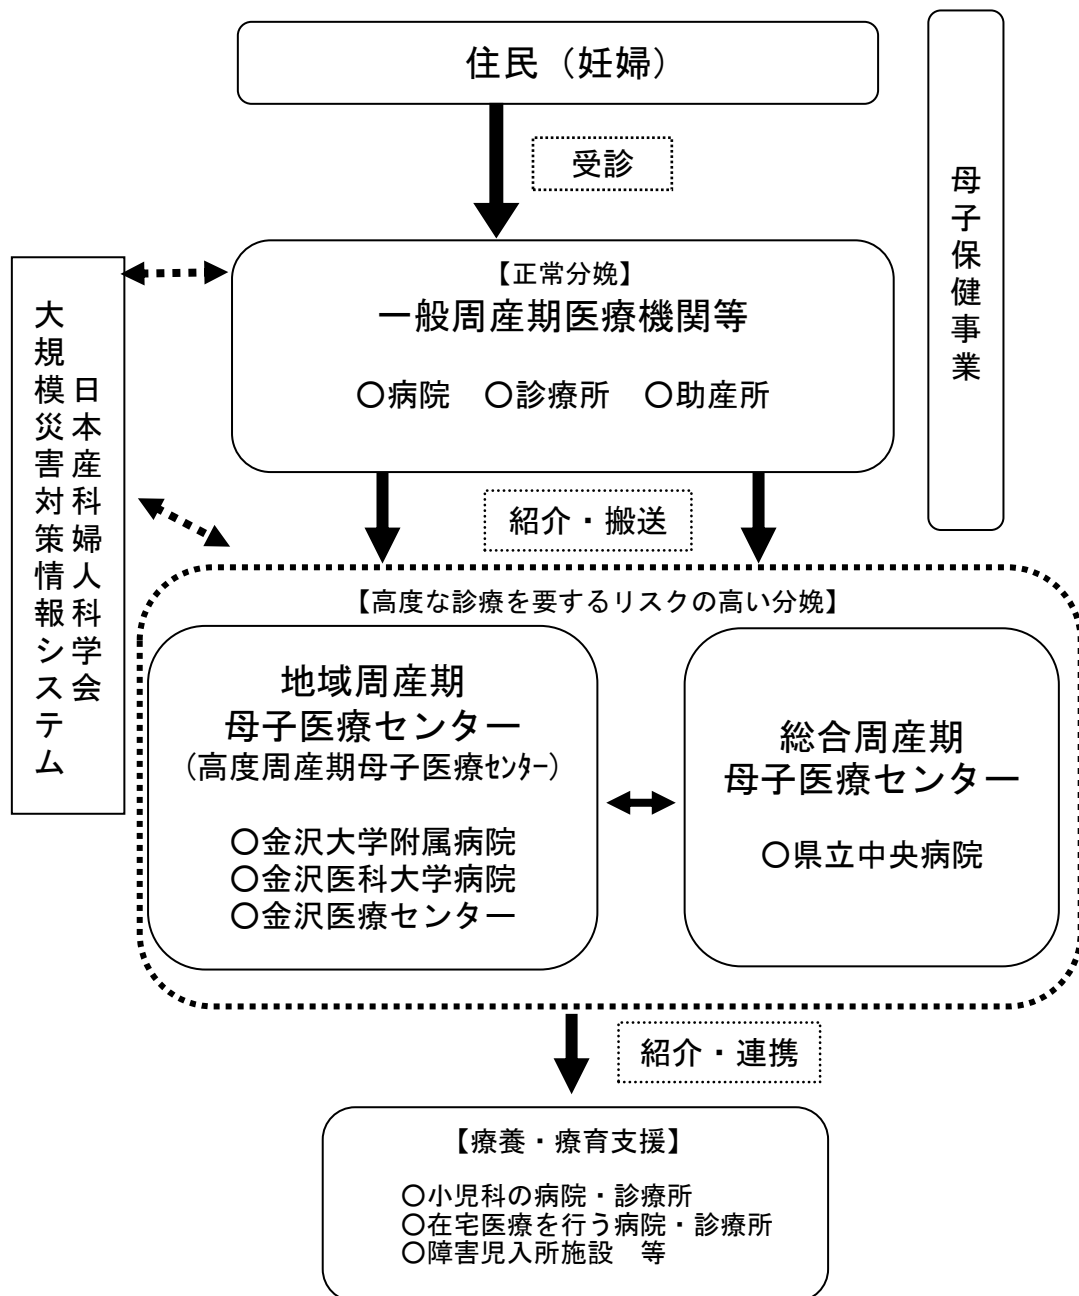 住民（妊婦）
受診
母子保健事業
【正常分娩】
一般周産期医療機関等
○病院　○診療所　○助産所
日本産科婦人科学会
大規模災害対策情報システム
紹介・搬送
【高度な診療を要するリスクの高い分娩】
地域周産期
母子医療センター
（高度周産期母子医療ｾﾝﾀｰ）
○金沢大学附属病院
○金沢医科大学病院
○金沢医療センター
総合周産期
母子医療センター
○県立中央病院
紹介・連携
【療養・療育支援】
○小児科の病院・診療所
○在宅医療を行う病院・診療所
○障害児入所施設　等